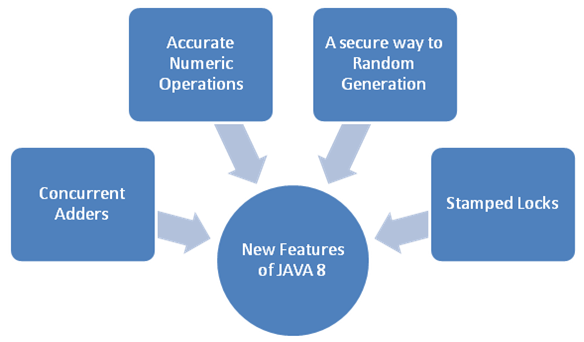 Accurate
Numeric
Operations
A secure way to
Random
Generation
Concurrent
Adders
Stamped Locks
New Features
of JAVA 8